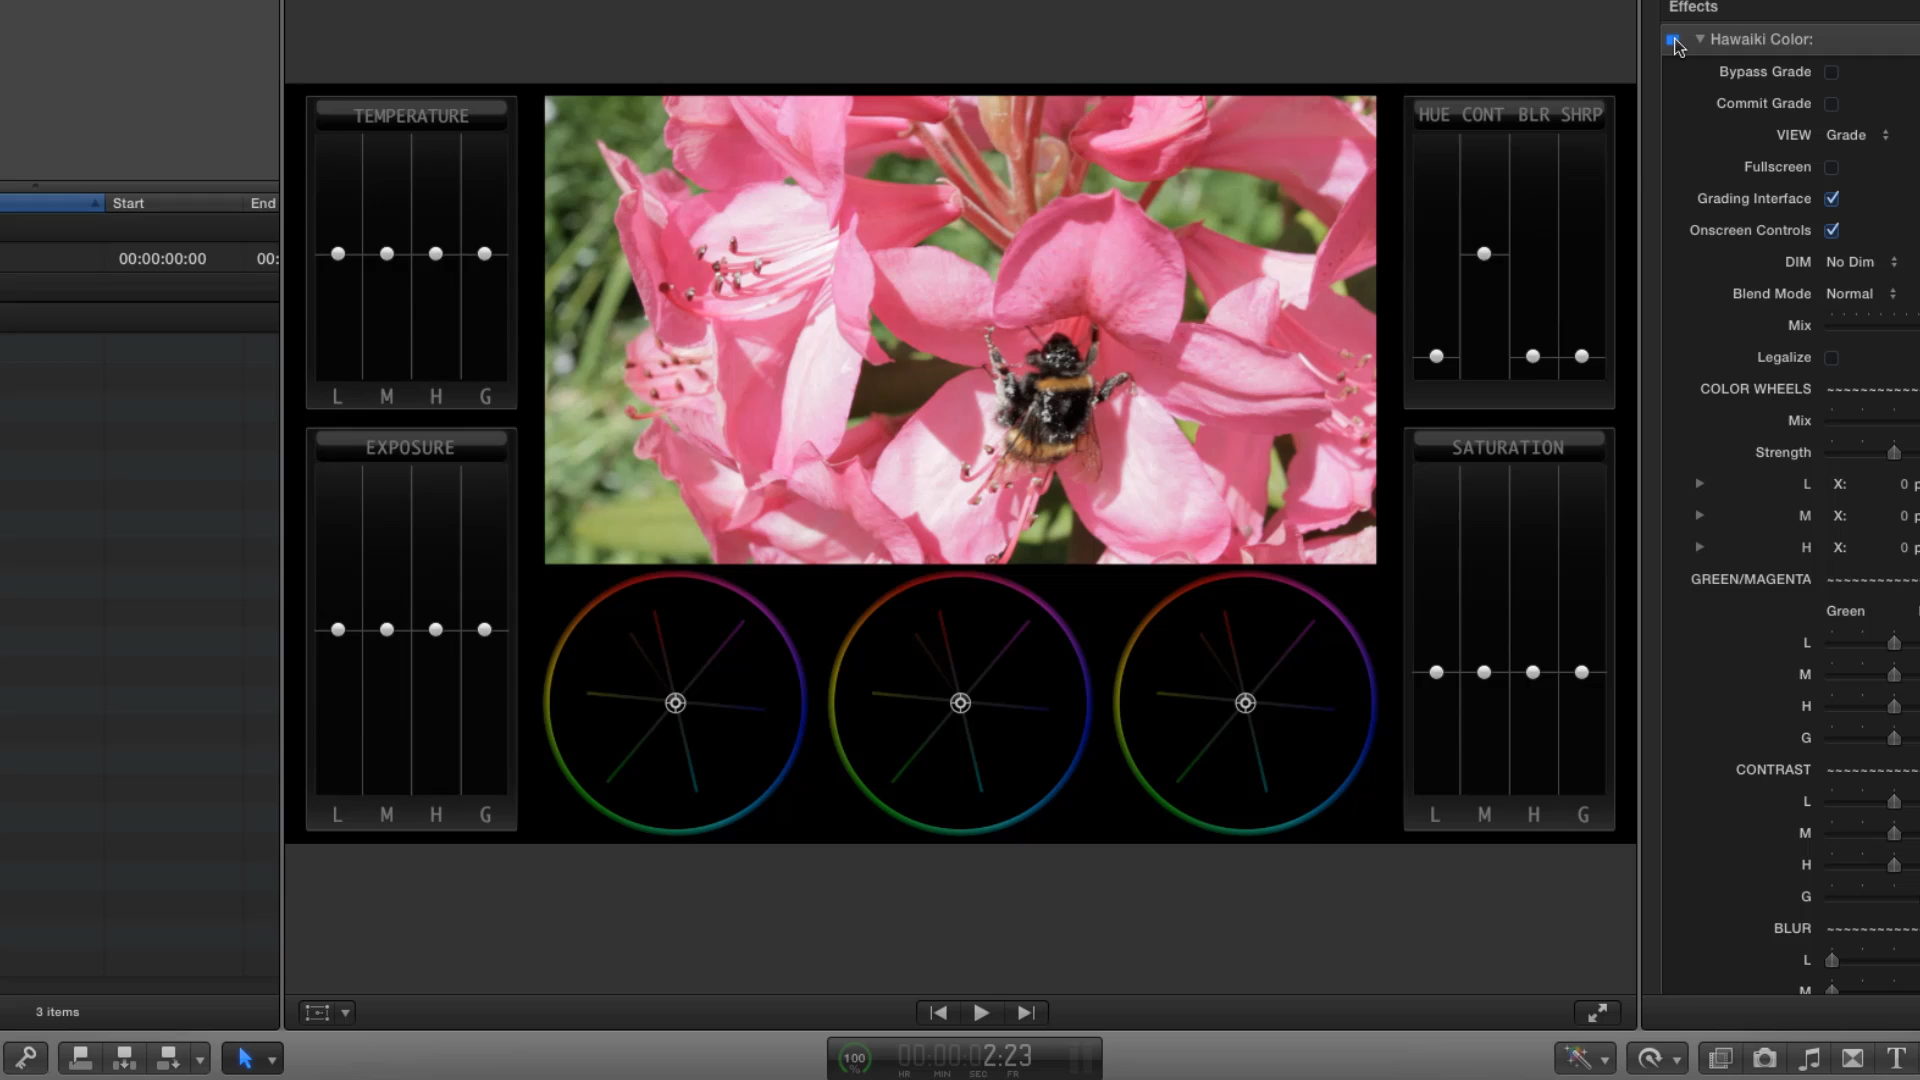 Effects
Hawaiki Color:
Bypass Grade
Commit Grade
VIEW Grade
Fullscreen
Grading Interface
Onscreen Controls
DIM No Dim
Blend Mode Normal
Mix
Legalize
COLOR WHEELS ~~~~~~~~~~~~~
Mix
Strength
L X: 0 p
M X: 0 p
H X: 0 p
GREEN/MAGENTA ~~~~~~~~~~~~~
Green
L
M
H
G
CONTRAST ~~~~~~~~~~~~~
L
M
H
G
BLUR ~~~~~~~~~~~~~
L
M
TEMPERATURE
L M H G
EXPOSURE
L M H G
HUE CONT BLR SHRP
SATURATION
L M H G
Start End
00:00:00:00 00:
3 items
100 %
00:00:02:23
HR MIN SEC FR
T